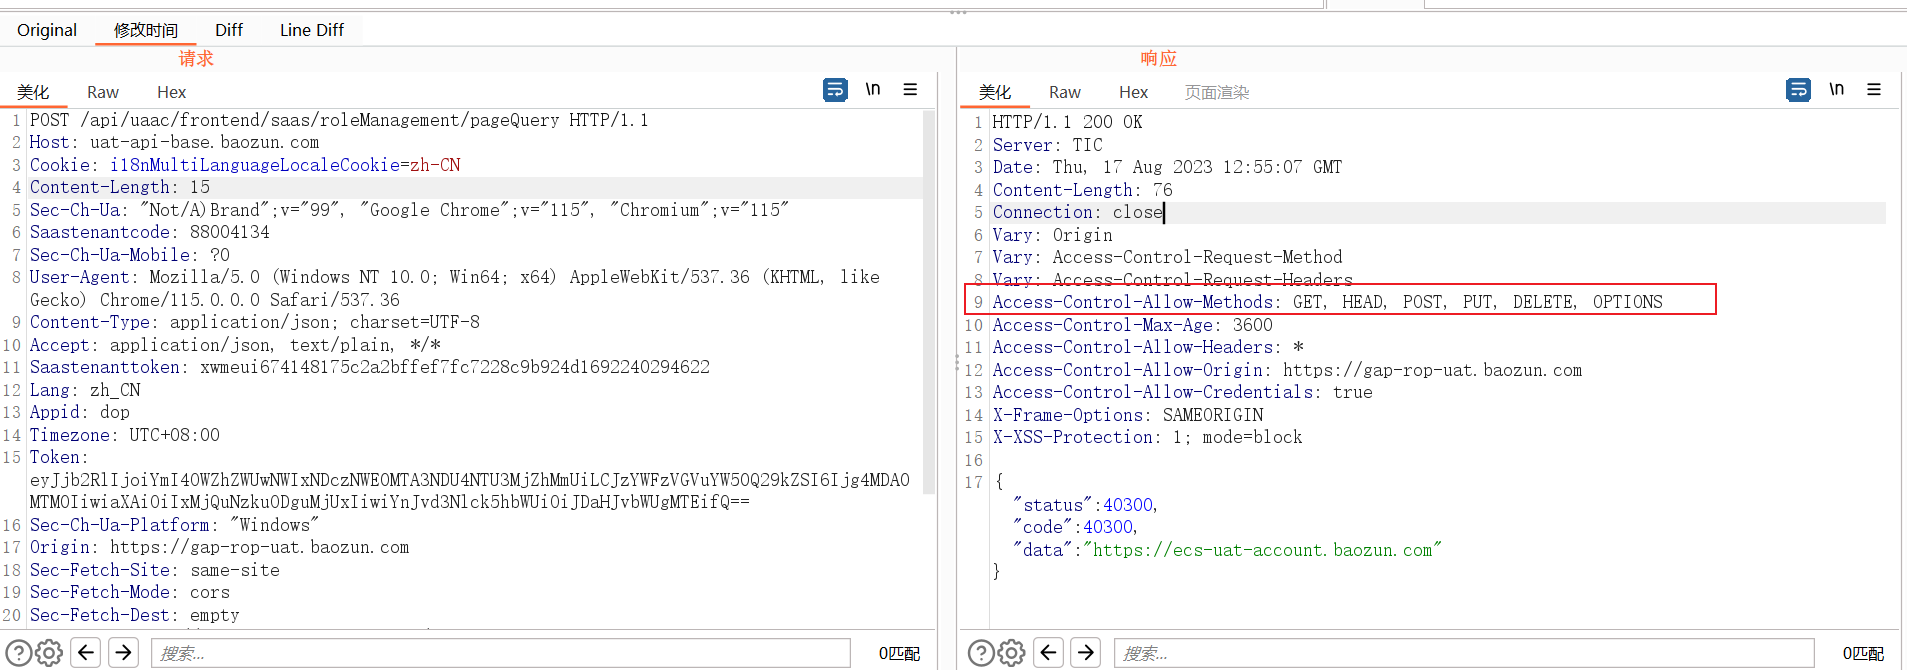 Original 修改时间 Diff Line Diff
请求
美化 Raw Hex \n
1 POST /api/uaac/frontend/saas/roleManagement/pageQuery HTTP/1.1
2 Host: uat-api-base.baozun.com
3 Cookie: i18nMultiLanguageLocaleCookie=zh-CN
4 Content-Length: 15
5 Sec-Ch-Ua: "Not/A)Brand";v="99", "Google Chrome";v="115", "Chromium";v="115"
6 Saastenantcode: 88004134
7 Sec-Ch-Ua-Mobile: ?0
8 User-Agent: Mozilla/5.0 (Windows NT 10.0; Win64; x64) AppleWebKit/537.36 (KHTML, like
Gecko) Chrome/115.0.0.0 Safari/537.36
9 Content-Type: application/json; charset=UTF-8
10 Accept: application/json, text/plain, */*
11 Saastenanttoken: xwmeui674148175c2a2bffef7fc7228c9b924d1692240294622
12 Lang: zh_CN
13 Appid: dop
14 Timezone: UTC+08:00
15 Token:
eyJjb2RlIjoiYmI4OWZhZWUwNWIxNDczNWE0MTA3NDU4NTU3MjZhMmUiLCJzYWFzVGVuYW50Q29kZSI6Ijg4MDA0
MTM0IiwiaXAiOiIxMjQuNzkuODguMjUxIiwiYnJvd3Nlck5hbWUiOiJDaHJvbWUgMTEifQ==
16 Sec-Ch-Ua-Platform: "Windows"
17 Origin: https://gap-rop-uat.baozun.com
18 Sec-Fetch-Site: same-site
19 Sec-Fetch-Mode: cors
20 Sec-Fetch-Dest: empty
搜索... 0匹配
响应
美化 Raw Hex 页面渲染 \n
1 HTTP/1.1 200 OK
2 Server: TIC
3 Date: Thu, 17 Aug 2023 12:55:07 GMT
4 Content-Length: 76
5 Connection: close
6 Vary: Origin
7 Vary: Access-Control-Request-Method
8 Vary: Access-Control-Request-Headers
9 Access-Control-Allow-Methods: GET, HEAD, POST, PUT, DELETE, OPTIONS
10 Access-Control-Max-Age: 3600
11 Access-Control-Allow-Headers: *
12 Access-Control-Allow-Origin: https://gap-rop-uat.baozun.com
13 Access-Control-Allow-Credentials: true
14 X-Frame-Options: SAMEORIGIN
15 X-XSS-Protection: 1; mode=block
16
17 {
"status":40300,
"code":40300,
"data":"https://ecs-uat-account.baozun.com"
}
搜索... 0匹配